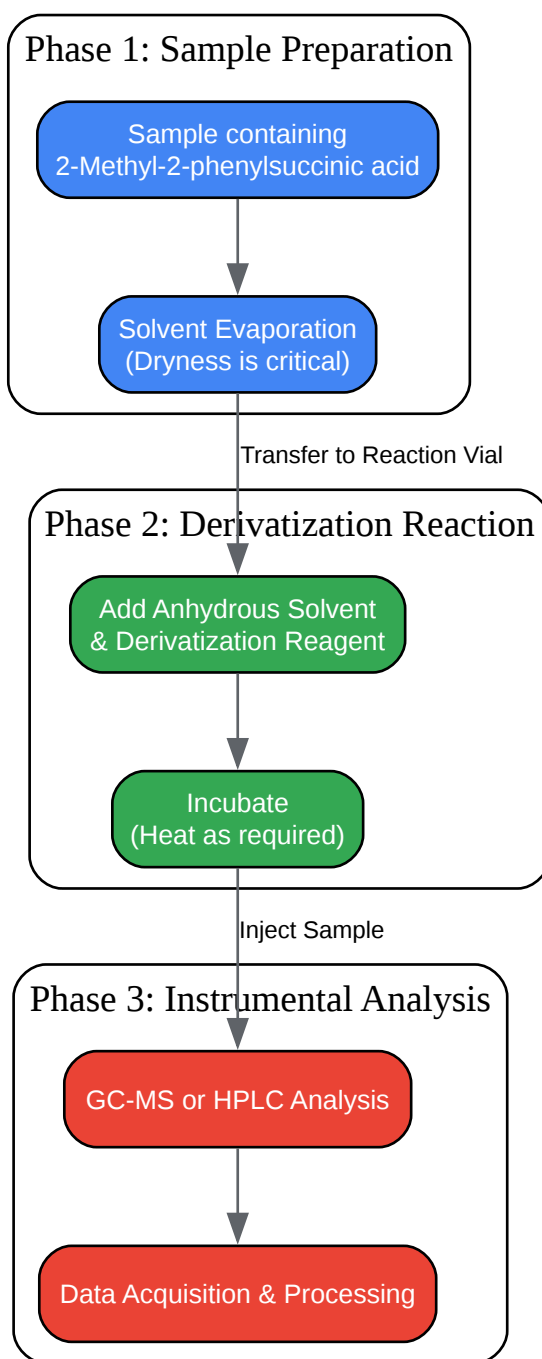 Phase 1: Sample Preparation
Sample containing
2-Methyl-2-phenylsuccinic acid
Solvent Evaporation
(Dryness is critical)
Transfer to Reaction Vial
Phase 2: Derivatization Reaction
Add Anhydrous Solvent
& Derivatization Reagent
Incubate
(Heat as required)
Inject Sample
Phase 3: Instrumental Analysis
GC-MS or HPLC Analysis
Data Acquisition & Processing